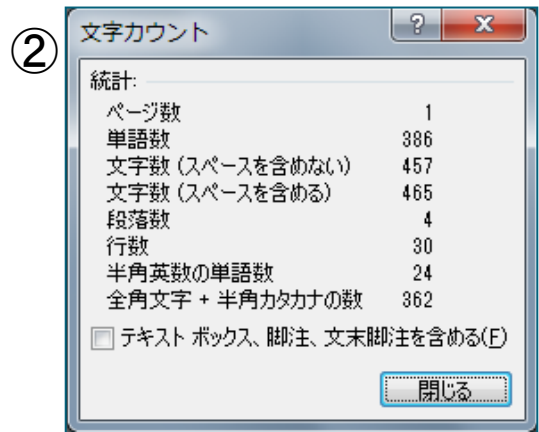 ②
文字カウント
統計:
ページ数 1
単語数 386
文字数 (スペースを含めない) 457
文字数 (スペースを含める) 465
段落数 4
行数 30
半角英数の単語数 24
全角文字 + 半角カタカナの数 362
テキスト ボックス、脚注、文末脚注を含める(F)
閉じる